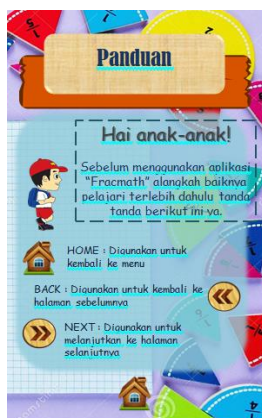 Panduan
Hai anak-anak!
Sebelum menggunakan aplikasi
"Fracmath" alangkah baiknya
pelajari terlebih dahulu tanda
tanda berikut ini ya.
HOME : Digunakan untuk
kembali ke menu
BACK : Digunakan untuk kembali ke
halaman sebelumnya
NEXT : Digunakan untuk
melanjutkan ke halaman
selanjutnya